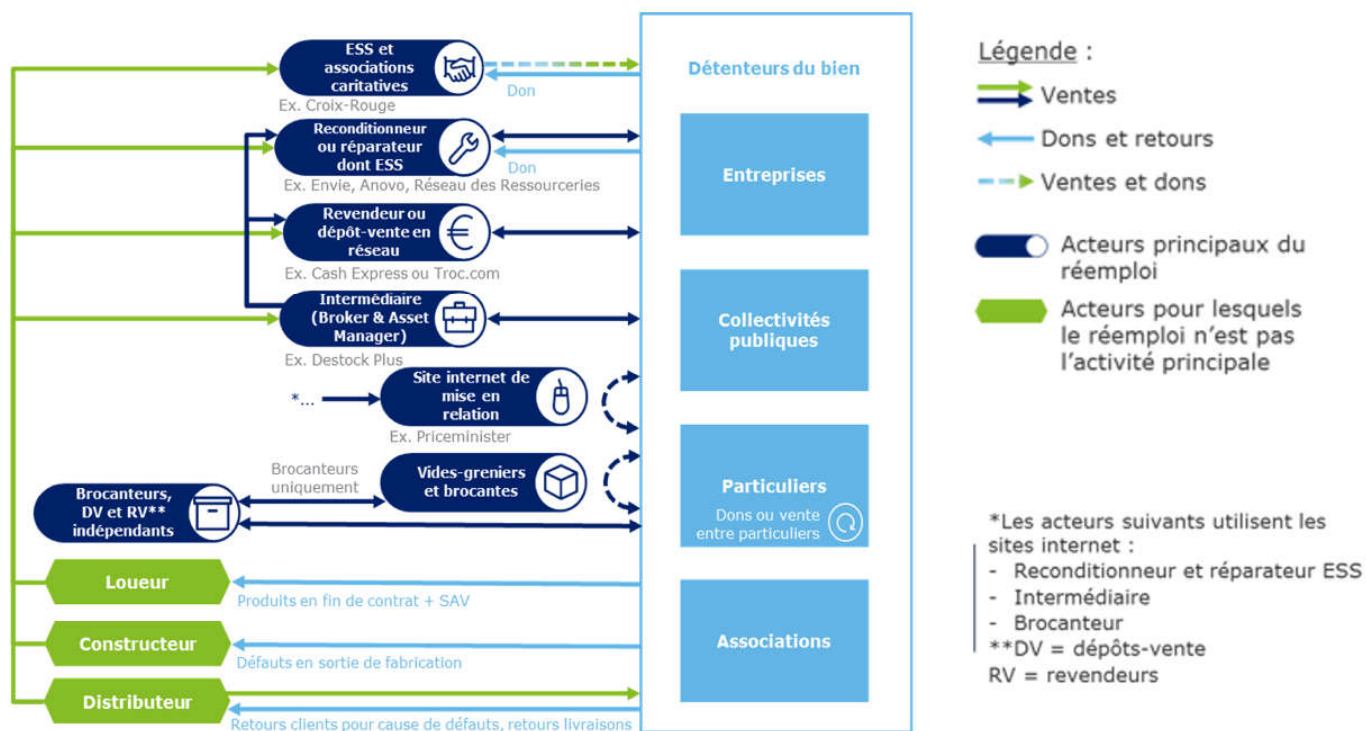 ESS et
associations
caritatives
Ex. Croix-Rouge
Don
Reconditionneur
ou réparateur
dont ESS
Don
Ex. Envie, Anovo, Réseau des Ressourceries
Revendeur ou
dépôt-vente en
réseau
€
Ex. Cash Express ou Troc.com
Intermédiaire
(Broker & Asset
Manager)
Ex. Destock Plus
*...
Site internet de
mise en
relation
Ex. Priceminister
Brocanteurs
uniquement
Vides-greniers
et brocantes
Brocanteurs,
DV et RV**
indépendants
Loueur
Produits en fin de contrat + SAV
Constructeur
Défauts en sortie de fabrication
Distributeur
Retours clients pour cause de défauts, retours livraisons
Détenteurs du bien
Entreprises
Collectivités
publiques
Particuliers
Dons ou vente
entre particuliers
Associations
Légende :
Ventes
Dons et retours
Ventes et dons
Acteurs principaux du
réemploi
Acteurs pour lesquels
le réemploi n'est pas
l'activité principale
*Les acteurs suivants utilisent les
sites internet :
- Reconditionneur et réparateur ESS
- Intermédiaire
- Brocanteur
**DV = dépôts-vente
RV = revendeurs